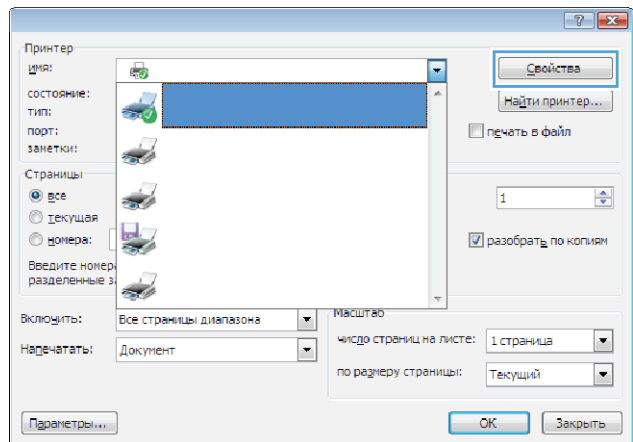 Принтер
имя:
Свойства
состояние:
тип:
Найти принтер...
порт:
печать в файл
заметки:
Страницы
все
1
текущая
номера:
разобрать по копиям
Введите номер
разделенные з
Включить:
Все страницы диапазона
Масштаб
число страниц на листе:
1 страница
Напечатать:
Документ
по размеру страницы:
Текущий
Параметры...
ОК
Закрыть